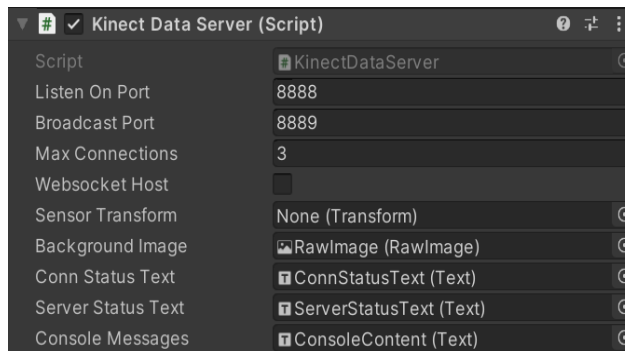 # Kinect Data Server (Script)
Script # KinectDataServer
Listen On Port 8888
Broadcast Port 8889
Max Connections 3
Websocket Host
Sensor Transform None (Transform)
Background Image RawImage (RawImage)
Conn Status Text T ConnStatusText (Text)
Server Status Text T ServerStatusText (Text)
Console Messages T ConsoleContent (Text)